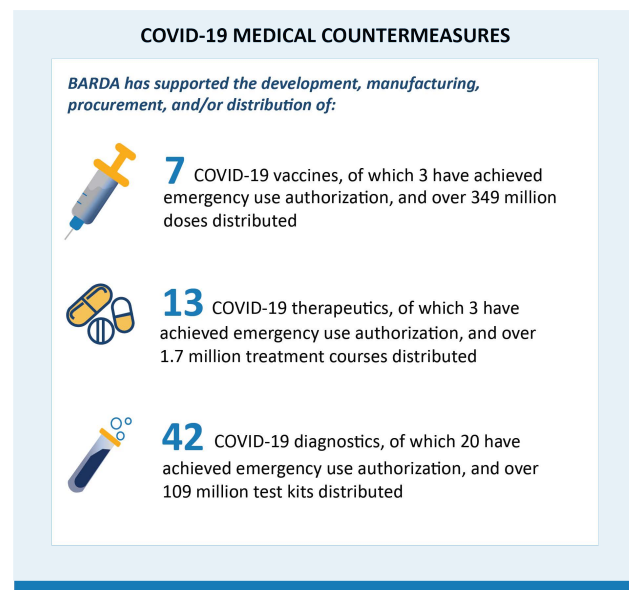 COVID-19 MEDICAL COUNTERMEASURES
BARDA has supported the development, manufacturing,
procurement, and/or distribution of:
7 COVID-19 vaccines, of which 3 have achieved
emergency use authorization, and over 349 million
doses distributed
13 COVID-19 therapeutics, of which 3 have
achieved emergency use authorization, and over
1.7 million treatment courses distributed
42 COVID-19 diagnostics, of which 20 have
achieved emergency use authorization, and over
109 million test kits distributed